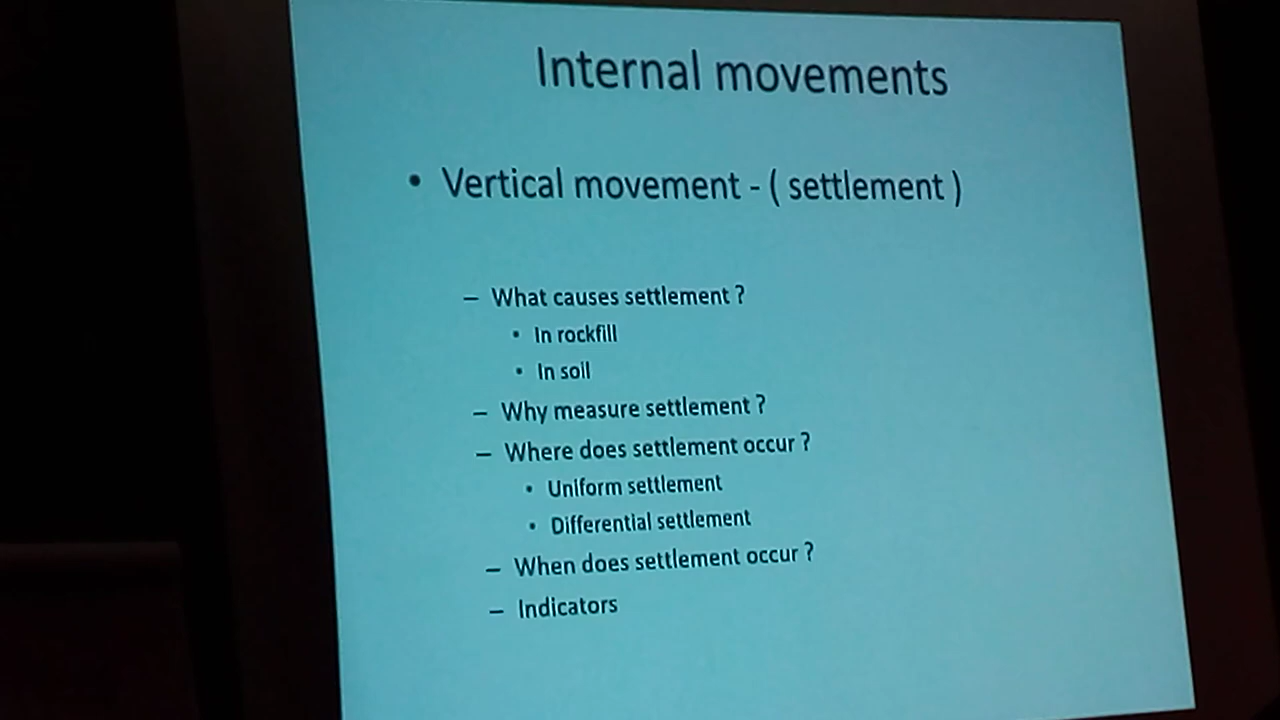 Internal movements
• Vertical movement - ( settlement )
– What causes settlement ?
• In rockfill
• In soil
– Why measure settlement ?
– Where does settlement occur ?
• Uniform settlement
• Differential settlement
– When does settlement occur ?
– Indicators